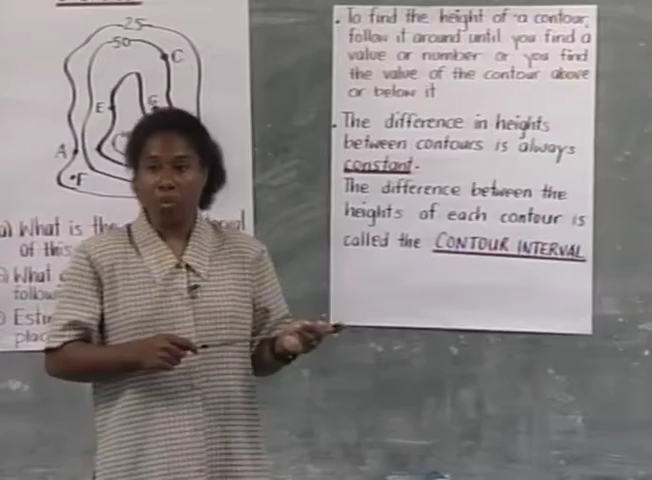 25
50
C
E
G
A
F
a) What is the
of this
What
follow
Est
plac
. To find the height of a contour,
follow it around until you find a
value or number or you find
the value of the contour above
or below it
. The difference in heights
between contours is always
constant.
The difference between the
heights of each contour is
called the CONTOUR INTERVAL